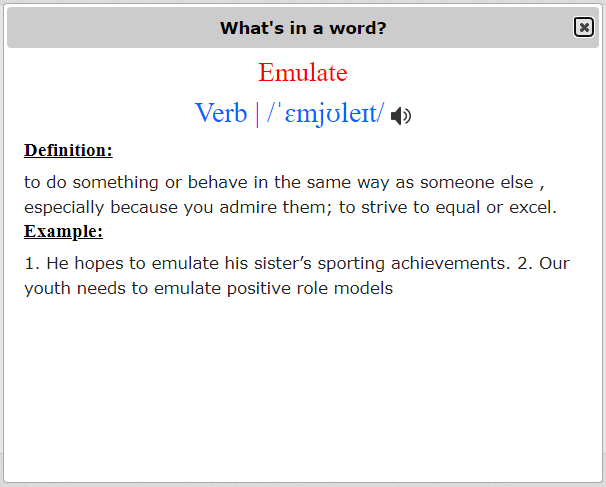 What's in a word?
Emulate
Verb | /ˈɛmjʊleɪt/
Definition:
to do something or behave in the same way as someone else ,
especially because you admire them; to strive to equal or excel.
Example:
1. He hopes to emulate his sister’s sporting achievements. 2. Our
youth needs to emulate positive role models